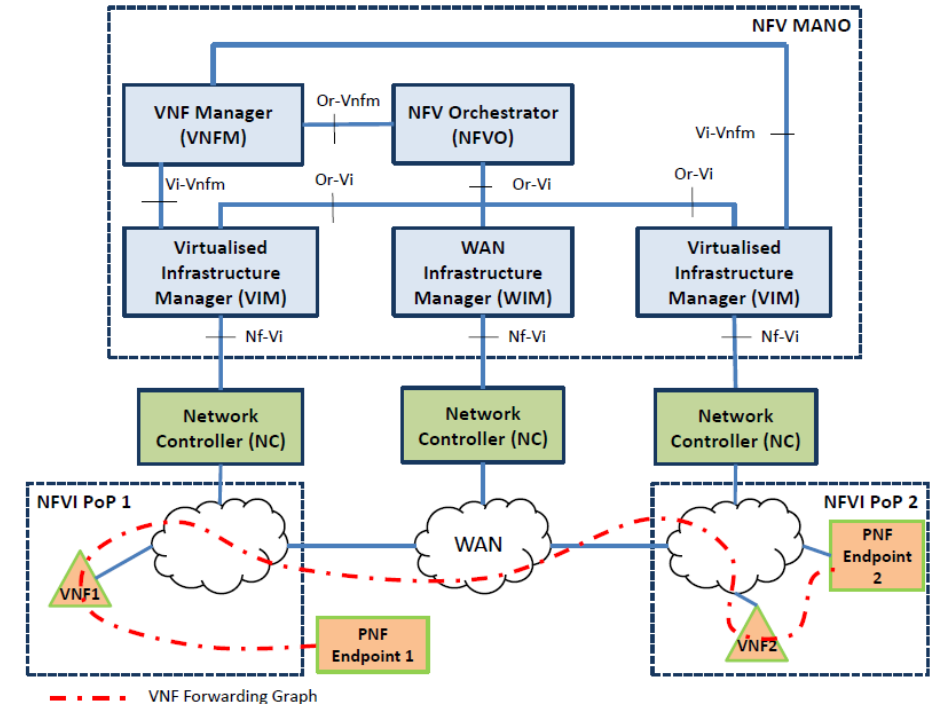 NFV MANO
VNF Manager
(VNFM)
Or-Vnfm
NFV Orchestrator
(NFVO)
Vi-Vnfm
Vi-Vnfm
Or-Vi
Or-Vi
Or-Vi
Virtualised
Infrastructure
Manager (VIM)
WAN
Infrastructure
Manager (WIM)
Virtualised
Infrastructure
Manager (VIM)
Nf-Vi
Nf-Vi
Nf-Vi
Network
Controller (NC)
Network
Controller (NC)
Network
Controller (NC)
NFVI PoP 1
NFVI PoP 2
WAN
VNF1
PNF
Endpoint 1
PNF
Endpoint
2
VNF2
VNF Forwarding Graph